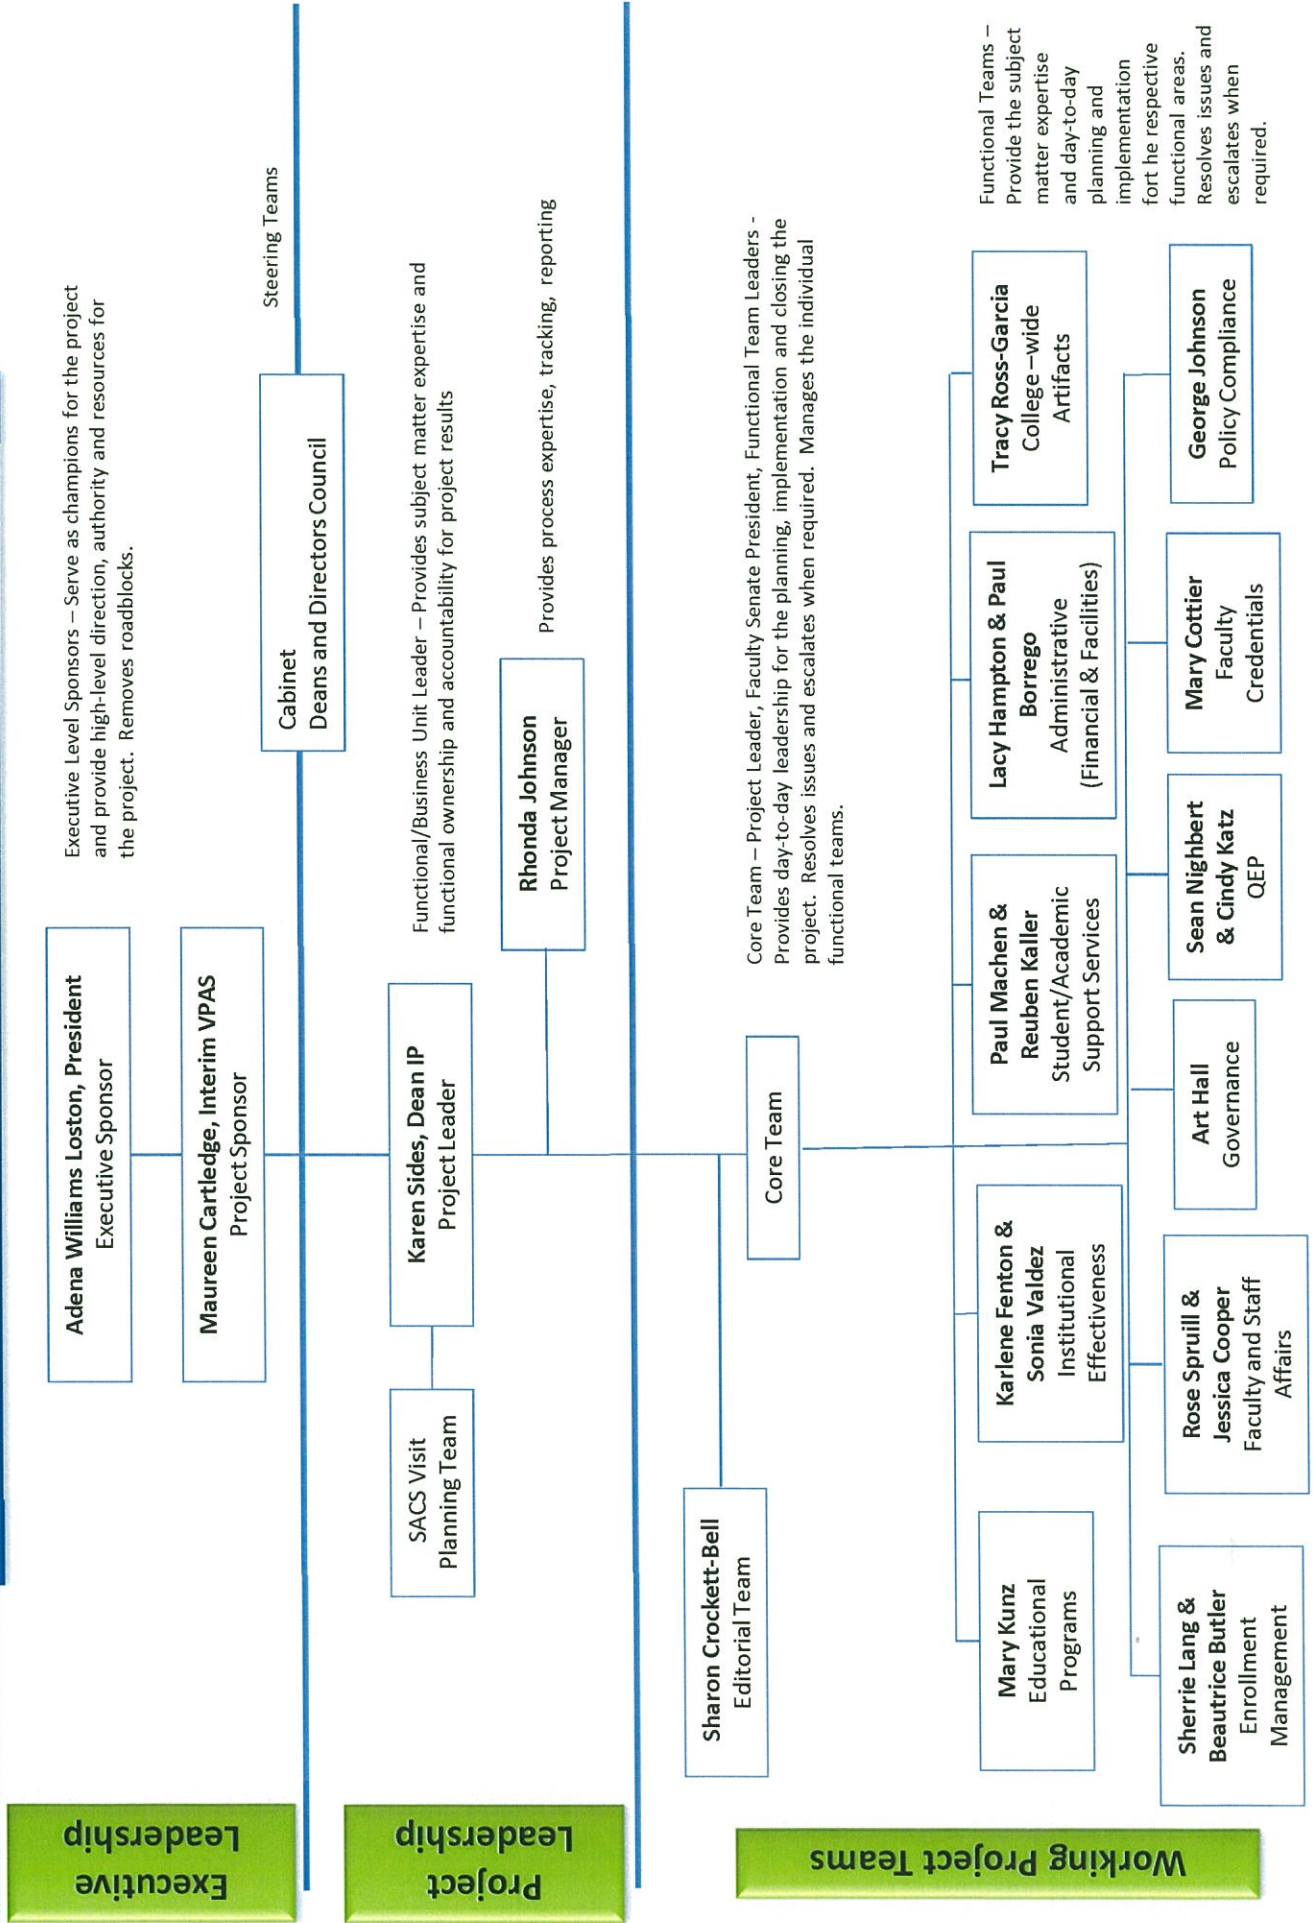 Executive
Leadership
Adena Williams Loston, President
Executive Sponsor
Executive Level Sponsors – Serve as champions for the project
and provide high-level direction, authority and resources for
the project. Removes roadblocks.
Maureen Cartledge, Interim VPAS
Project Sponsor
Cabinet
Deans and Directors Council
Steering Teams
Project
Leadership
SACS Visit
Planning Team
Karen Sides, Dean IP
Project Leader
Functional/Business Unit Leader – Provides subject matter expertise and
functional ownership and accountability for project results
Rhonda Johnson
Project Manager
Provides process expertise, tracking, reporting
Working Project Teams
Sharon Crockett-Bell
Editorial Team
Core Team
Core Team – Project Leader, Faculty Senate President, Functional Team Leaders -
Provides day-to-day leadership for the planning, implementation and closing the
project. Resolves issues and escalates when required. Manages the individual
functional teams.
Mary Kunz
Educational
Programs
Karlene Fenton &
Sonia Valdez
Institutional
Effectiveness
Paul Machen &
Reuben Kaller
Student/Academic
Support Services
Lacy Hampton & Paul
Borrego
Administrative
(Financial & Facilities)
Tracy Ross-Garcia
College –wide
Artifacts
Functional Teams –
Provide the subject
matter expertise
and day-to-day
planning and
implementation
fort he respective
functional areas.
Resolves issues and
escalates when
required.
Sherrie Lang &
Beautrice Butler
Enrollment
Management
Rose Spruill &
Jessica Cooper
Faculty and Staff
Affairs
Art Hall
Governance
Sean Nighbert
& Cindy Katz
QEP
Mary Cottier
Faculty
Credentials
George Johnson
Policy Compliance